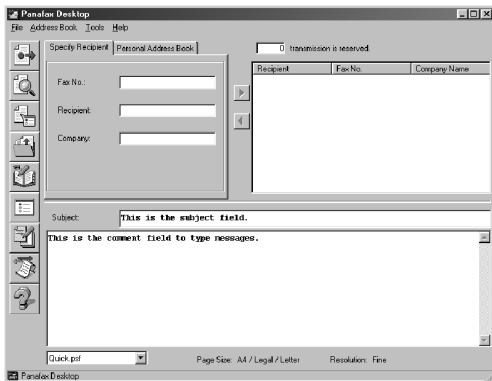 Panafax Desktop
File Address Book Tools Help
Specify Recipient Personal Address Book
0 transmission is reserved.
Fax No.:
Recipient:
Company:
Recipient Fax No. Company Name
Subject: This is the subject field.
This is the comment field to type messages.
Quick.psf Page Size: A4 / Legal / Letter Resolution: Fine
Panafax Desktop